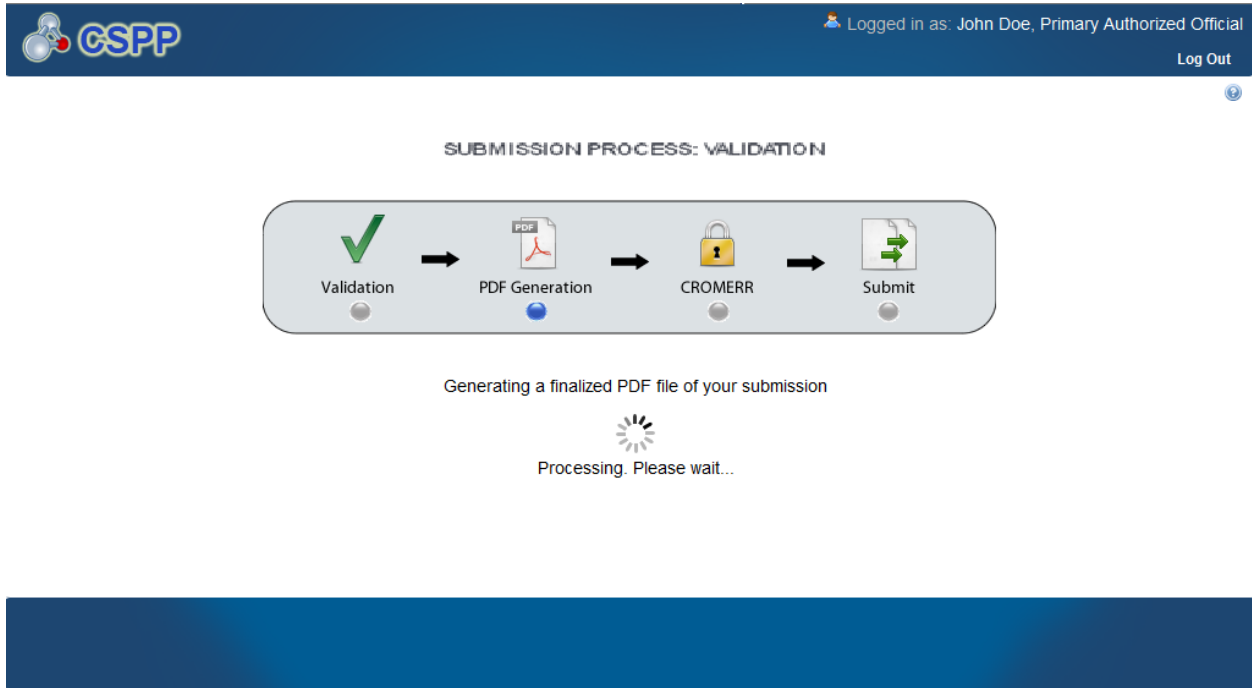 CSPP
Logged in as: John Doe, Primary Authorized Official
Log Out
SUBMISSION PROCESS: VALIDATION
PDF
Validation
PDF Generation
CROMERR
Submit
Generating a finalized PDF file of your submission
Processing. Please wait...